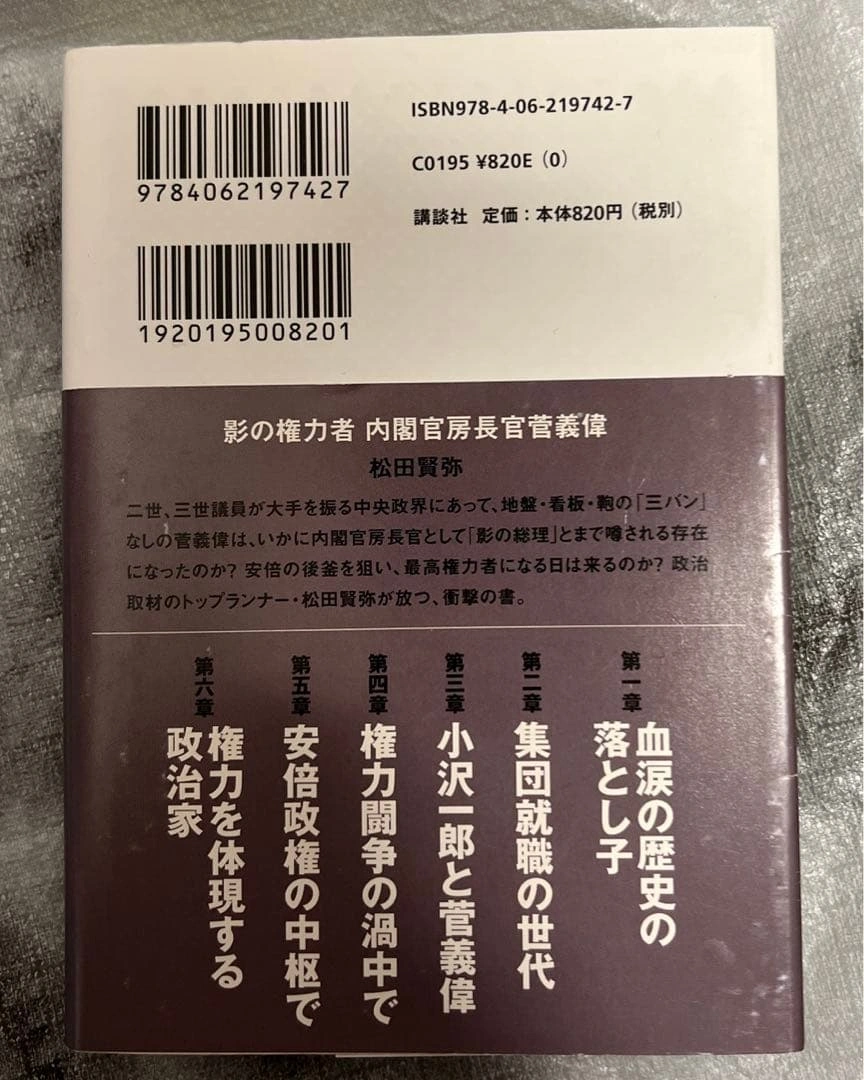 ISBN978-4-06-219742-7
9784062197427
C0195 ¥820E (0)
講談社 定価：本体820円（税別）
1920195008201
影の権力者 内閣官房長官菅義偉
松田賢弥
二世、三世議員が大手を振る中央政界にあって、地盤・看板・鞄の「三バン」
なしの菅義偉は、いかに内閣官房長官として「影の総理」とまで噂される存在
になったのか？ 安倍の後釜を狙い、最高権力者になる日は来るのか？ 政治
取材のトップランナー・松田賢弥が放つ、衝撃の書。
第一章
血涙の歴史の
落とし子
第二章
集団就職の世代
第三章
小沢一郎と菅義偉
第四章
権力闘争の渦中で
第五章
安倍政権の中枢で
第六章
権力を体現する
政治家